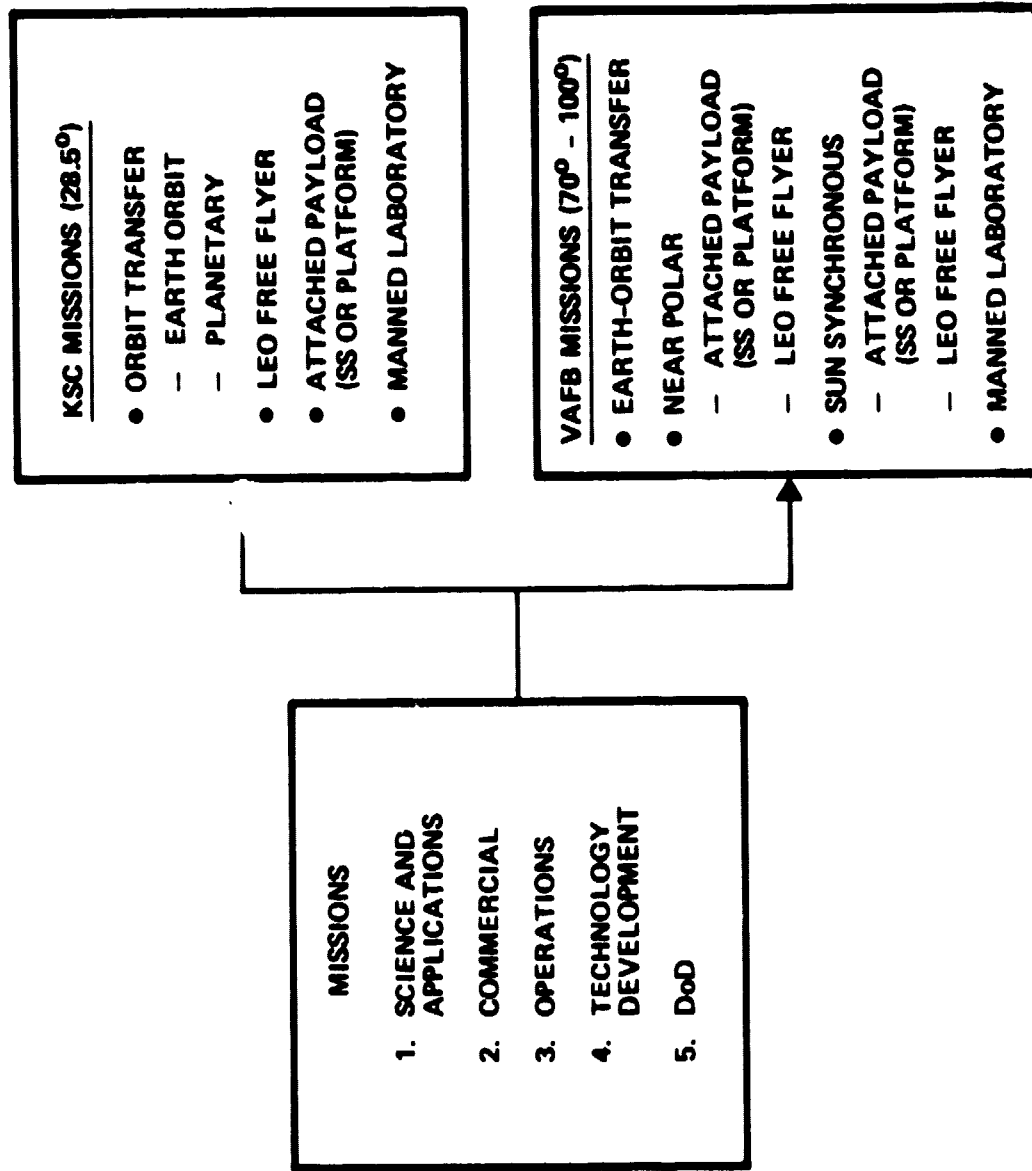 MISSIONS
1. SCIENCE AND
APPLICATIONS
2. COMMERCIAL
3. OPERATIONS
4. TECHNOLOGY
DEVELOPMENT
5. DoD
KSC MISSIONS (28.5⁰)
● ORBIT TRANSFER
— EARTH ORBIT
— PLANETARY
● LEO FREE FLYER
● ATTACHED PAYLOAD
(SS OR PLATFORM)
● MANNED LABORATORY
VAFB MISSIONS (70⁰ – 100⁰)
● EARTH-ORBIT TRANSFER
● NEAR POLAR
— ATTACHED PAYLOAD
(SS OR PLATFORM)
— LEO FREE FLYER
● SUN SYNCHRONOUS
— ATTACHED PAYLOAD
(SS OR PLATFORM)
— LEO FREE FLYER
● MANNED LABORATORY